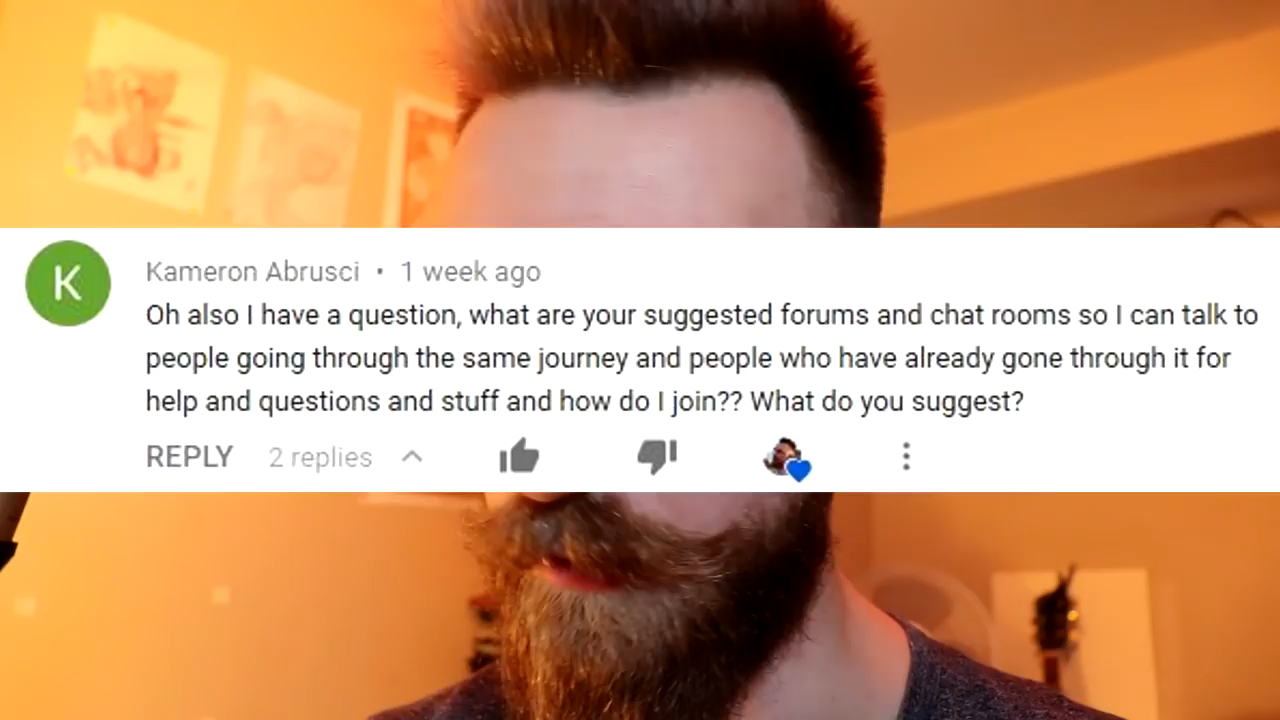 K
Kameron Abrusci • 1 week ago
Oh also I have a question, what are your suggested forums and chat rooms so I can talk to
people going through the same journey and people who have already gone through it for
help and questions and stuff and how do I join?? What do you suggest?
REPLY 2 replies